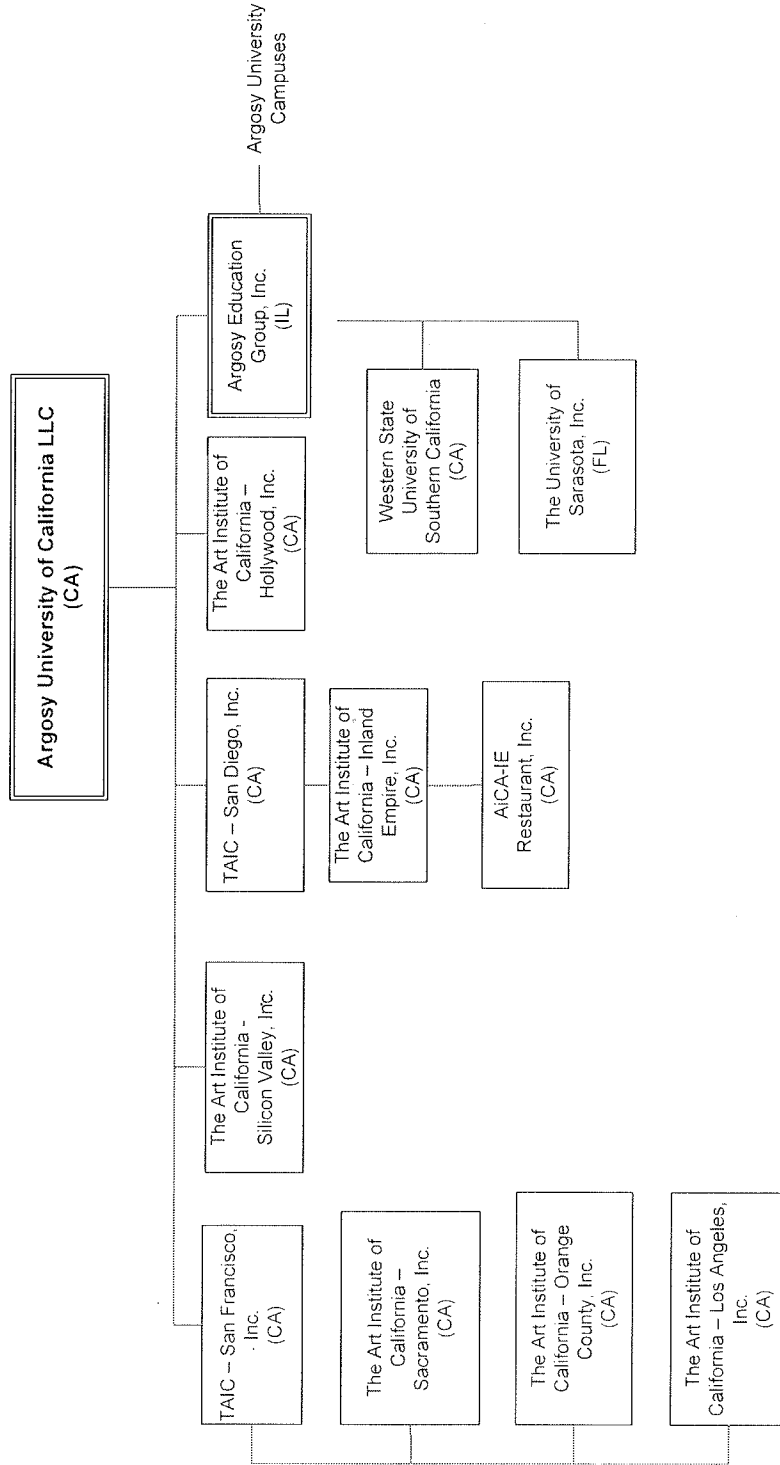 Argosy University of California LLC
(CA)
TAIC – San Francisco,
Inc.
(CA)
The Art Institute of
California –
Sacramento, Inc.
(CA)
The Art Institute of
California – Orange
County, Inc.
(CA)
The Art Institute of
California – Los Angeles,
Inc.
(CA)
The Art Institute of
California -
Silicon Valley, Inc.
(CA)
TAIC – San Diego, Inc.
(CA)
The Art Institute of
California – Inland
Empire, Inc.
(CA)
AiCA-IE
Restaurant, Inc.
(CA)
The Art Institute of
California –
Hollywood, Inc.
(CA)
Argosy Education
Group, Inc.
(IL)
Argosy University
Campuses
Western State
University of
Southern California
(CA)
The University of
Sarasota, Inc.
(FL)